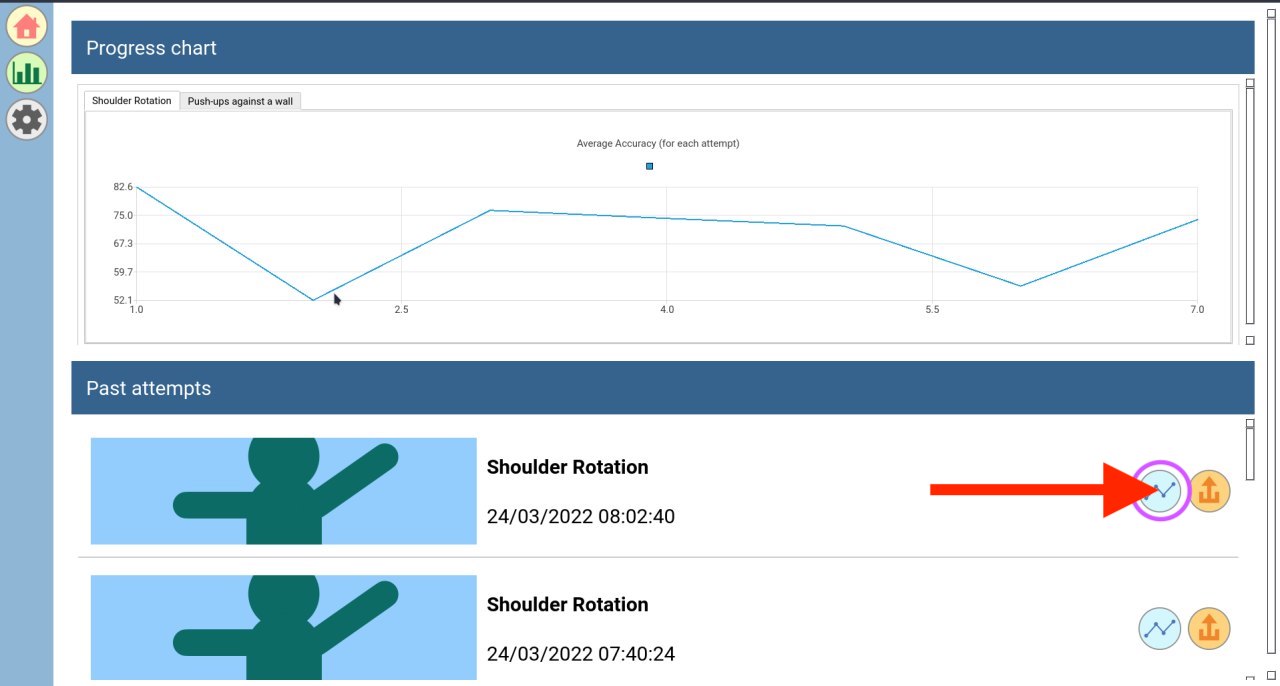 Progress chart
Shoulder Rotation Push-ups against a wall
Average Accuracy (for each attempt)
82.6
75.0
67.3
59.7
52.1
1.0 2.5 4.0 5.5 7.0
Past attempts
Shoulder Rotation
24/03/2022 08:02:40
Shoulder Rotation
24/03/2022 07:40:24